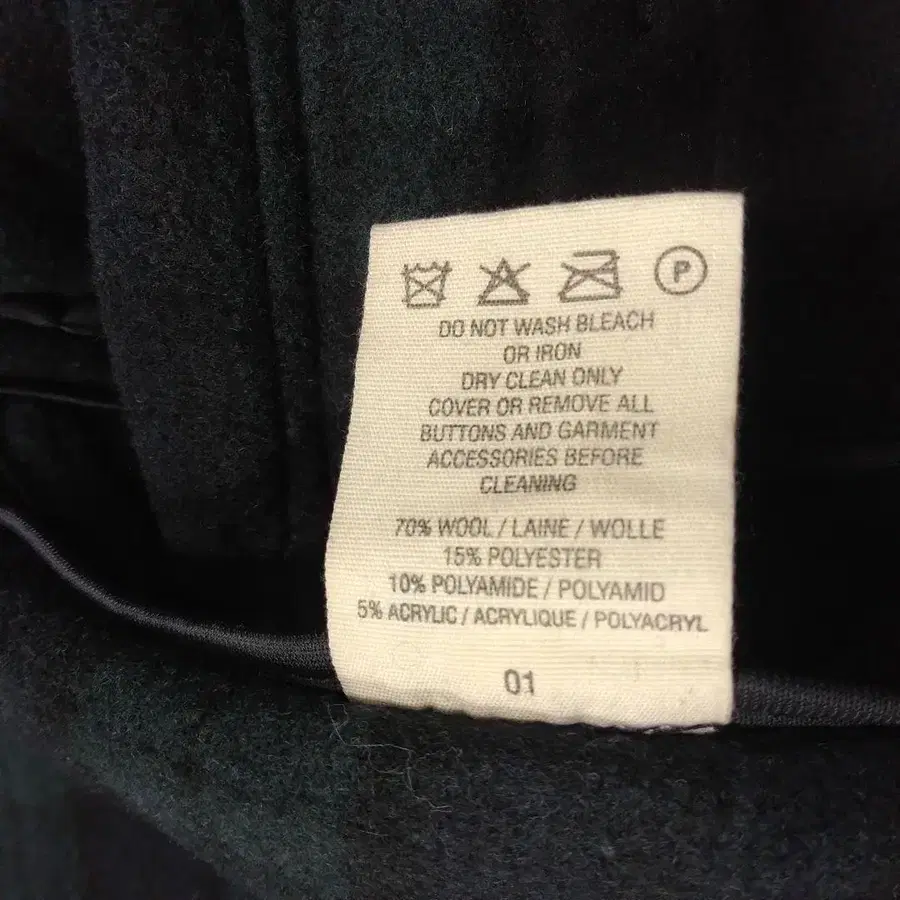 P
DO NOT WASH BLEACH
OR IRON
DRY CLEAN ONLY
COVER OR REMOVE ALL
BUTTONS AND GARMENT
ACCESSORIES BEFORE
CLEANING
70% WOOL / LAINE / WOLLE
15% POLYESTER
10% POLYAMIDE / POLYAMID
5% ACRYLIC / ACRYLIQUE / POLYACRYL
01